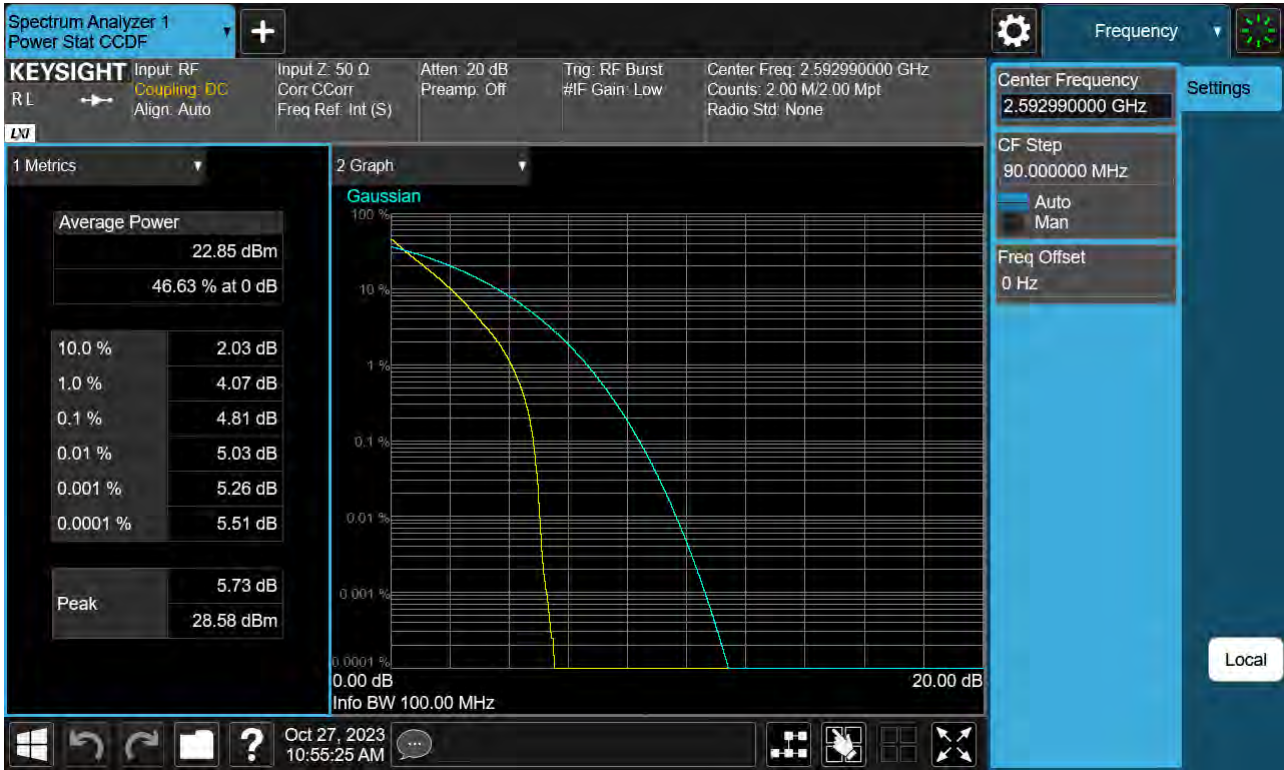 Spectrum Analyzer 1
Power Stat CCDF
Frequency
KEYSIGHT
RL
LXI
Input: RF
Coupling: DC
Align: Auto
Input Z: 50 Ω
Corr CCorr
Freq Ref: Int (S)
Atten: 20 dB
Preamp: Off
Trig: RF Burst
#IF Gain: Low
Center Freq: 2.592990000 GHz
Counts: 2.00 M/2.00 Mpt
Radio Std: None
Center Frequency
2.592990000 GHz
Settings
CF Step
90.000000 MHz
Auto
Man
Freq Offset
0 Hz
Local
1 Metrics
Average Power
22.85 dBm
46.63 % at 0 dB
10.0 % 2.03 dB
1.0 % 4.07 dB
0.1 % 4.81 dB
0.01 % 5.03 dB
0.001 % 5.26 dB
0.0001 % 5.51 dB
Peak
5.73 dB
28.58 dBm
2 Graph
Gaussian
100 %
10 %
1 %
0.1 %
0.01 %
0.001 %
0.0001 %
0.00 dB 20.00 dB
Info BW 100.00 MHz
?
Oct 27, 2023
10:55:25 AM